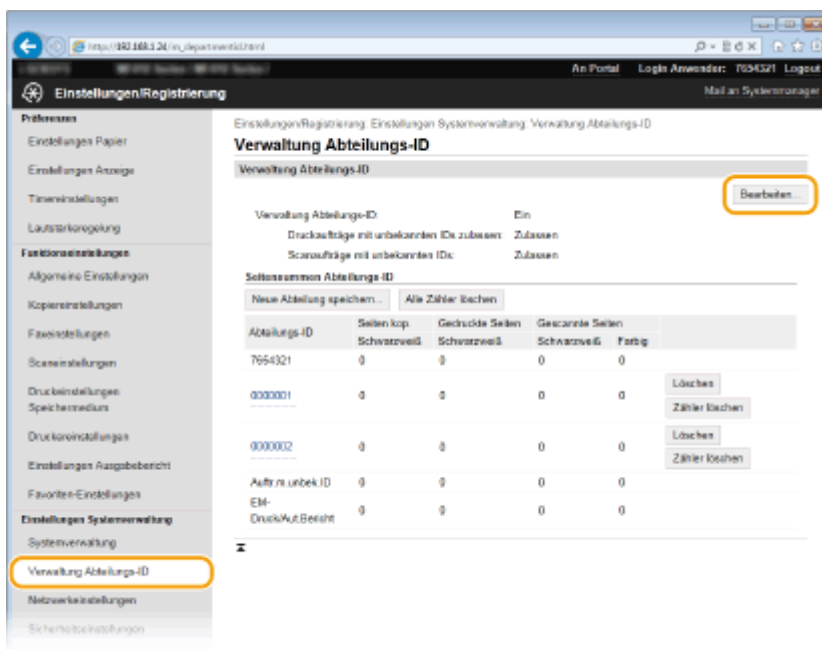 http://192.168.1.24/m_departmentid.html
An Portal Login Anwender: 7654321 Logout
Einstellungen/Registrierung
Mail an Systemmanager
Präferenzen
Einstellungen Papier
Einstellungen Anzeige
Timereinstellungen
Lautstärkeregelung
Funktionseinstellungen
Allgemeine Einstellungen
Kopiereinstellungen
Faxeinstellungen
Scaneinstellungen
Druckeinstellungen
Speichermedium
Druckereinstellungen
Einstellungen Ausgabebericht
Favoriten-Einstellungen
Einstellungen Systemverwaltung
Systemverwaltung
Verwaltung Abteilungs-ID
Netzwerkeinstellungen
Sicherheitseinstellungen
Einstellungen/Registrierung: Einstellungen Systemverwaltung: Verwaltung Abteilungs-ID
Verwaltung Abteilungs-ID
Verwaltung Abteilungs-ID
Bearbeiten...
Verwaltung Abteilungs-ID: Ein
Druckaufträge mit unbekannten IDs zulassen: Zulassen
Scanaufträge mit unbekannten IDs: Zulassen
Seitensummen Abteilungs-ID
Neue Abteilung speichern... Alle Zähler löschen
Abteilungs-ID Seiten kop. Gedruckte Seiten Gescannte Seiten
Schwarzweiß Schwarzweiß Schwarzweiß Farbig
7654321 0 0 0 0
0000001 0 0 0 0 Löschen
Zähler löschen
0000002 0 0 0 0 Löschen
Zähler löschen
Auftr.m.unbek.ID 0 0 0 0
EM-
Druck/Aut.Bericht 0 0 0 0